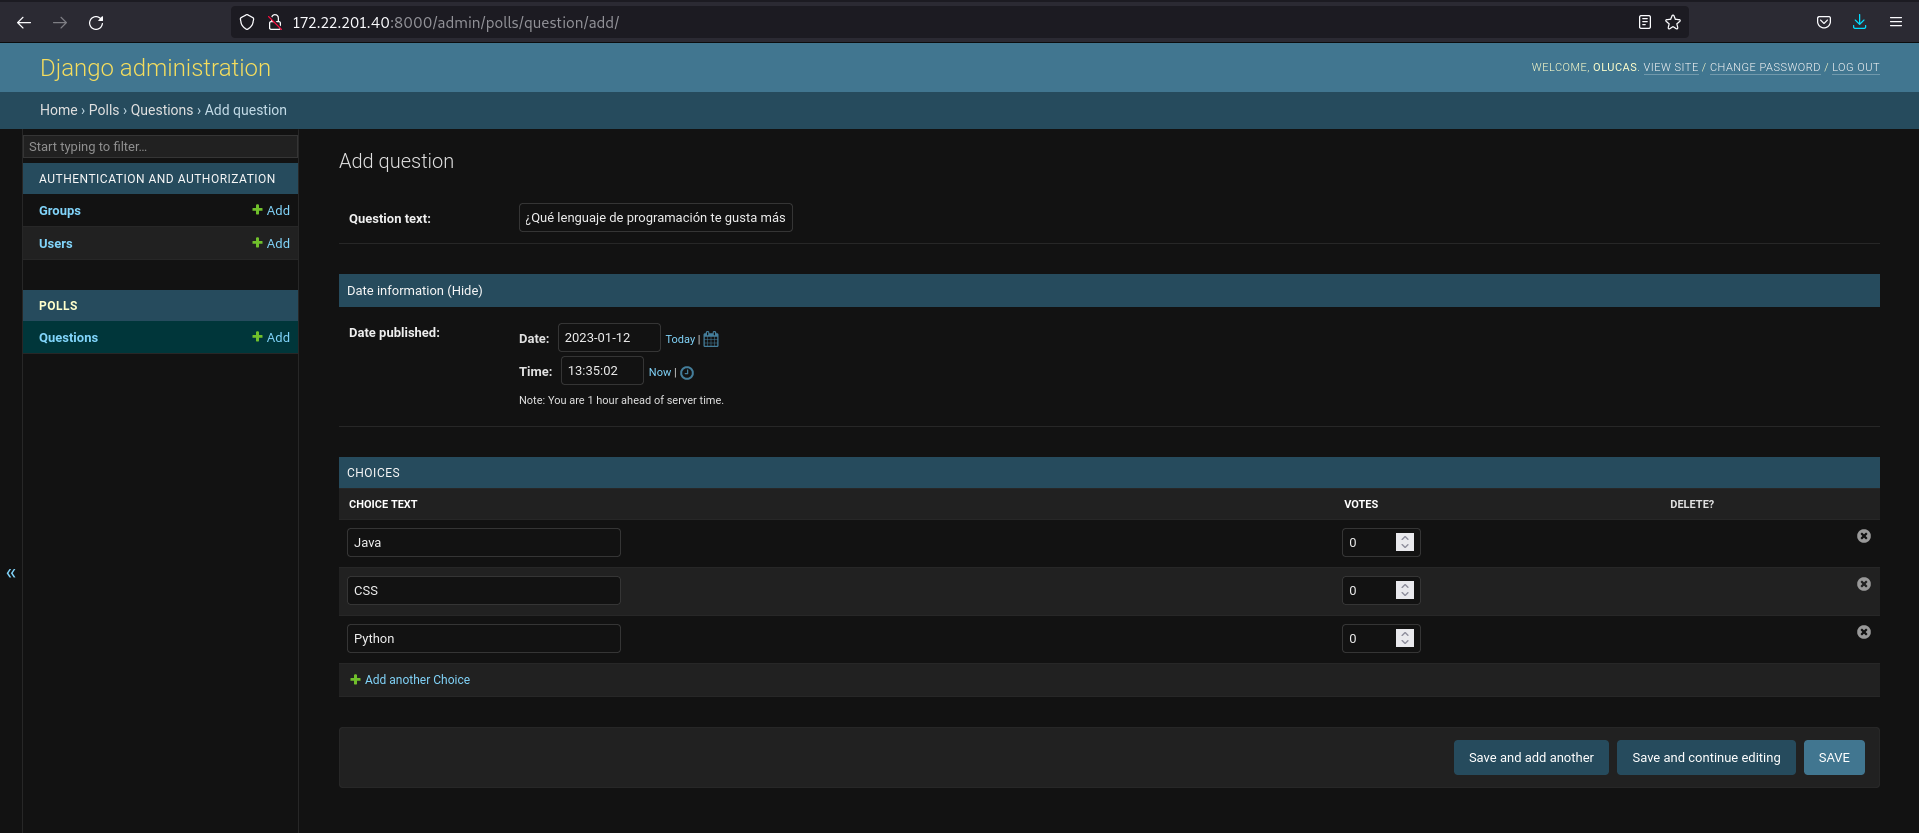 172.22.201.40:8000/admin/polls/question/add/
Django administration
WELCOME, OLUCAS. VIEW SITE / CHANGE PASSWORD / LOG OUT
Home › Polls › Questions › Add question
Start typing to filter...
AUTHENTICATION AND AUTHORIZATION
Groups
+ Add
Users
+ Add
POLLS
Questions
+ Add
«
Add question
Question text:
¿Qué lenguaje de programación te gusta más
Date information (Hide)
Date published:
Date: 2023-01-12 Today |
Time: 13:35:02 Now |
Note: You are 1 hour ahead of server time.
CHOICES
CHOICE TEXT VOTES DELETE?
Java 0
CSS 0
Python 0
+ Add another Choice
Save and add another
Save and continue editing
SAVE